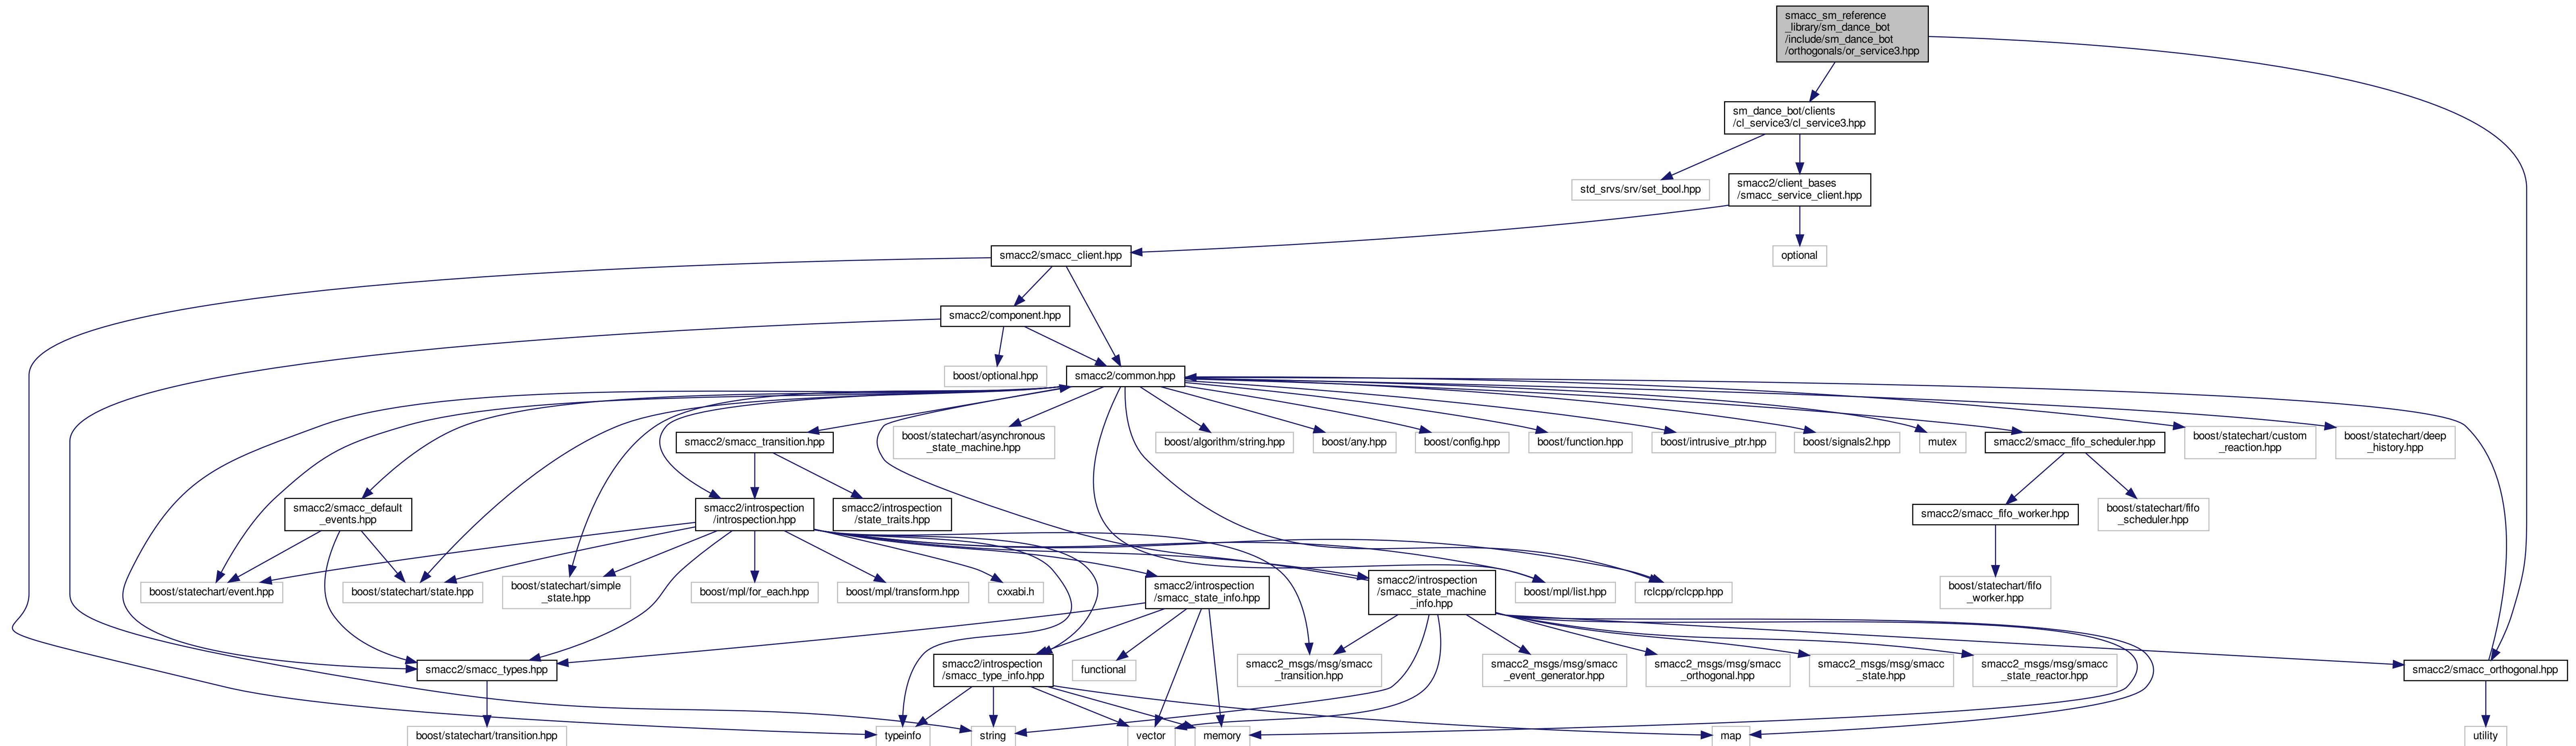 smacc_sm_reference
_library/sm_dance_bot
/include/sm_dance_bot
/orthogonals/or_service3.hpp
sm_dance_bot/clients
/cl_service3/cl_service3.hpp
std_srvs/srv/set_bool.hpp
smacc2/client_bases
/smacc_service_client.hpp
smacc2/smacc_client.hpp
optional
smacc2/component.hpp
boost/optional.hpp
smacc2/common.hpp
smacc2/smacc_transition.hpp
boost/statechart/asynchronous
_state_machine.hpp
boost/algorithm/string.hpp
boost/any.hpp
boost/config.hpp
boost/function.hpp
boost/intrusive_ptr.hpp
boost/signals2.hpp
mutex
smacc2/smacc_fifo_scheduler.hpp
boost/statechart/custom
_reaction.hpp
boost/statechart/deep
_history.hpp
smacc2/smacc_default
_events.hpp
smacc2/introspection
/introspection.hpp
smacc2/introspection
/state_traits.hpp
smacc2/smacc_fifo_worker.hpp
boost/statechart/fifo
_scheduler.hpp
boost/statechart/event.hpp
boost/statechart/state.hpp
boost/statechart/simple
_state.hpp
boost/mpl/for_each.hpp
boost/mpl/transform.hpp
cxxabi.h
smacc2/introspection
/smacc_state_info.hpp
smacc2/introspection
/smacc_state_machine
_info.hpp
boost/mpl/list.hpp
rclcpp/rclcpp.hpp
boost/statechart/fifo
_worker.hpp
smacc2/smacc_types.hpp
smacc2/introspection
/smacc_type_info.hpp
functional
smacc2_msgs/msg/smacc
_transition.hpp
smacc2_msgs/msg/smacc
_event_generator.hpp
smacc2_msgs/msg/smacc
_orthogonal.hpp
smacc2_msgs/msg/smacc
_state.hpp
smacc2_msgs/msg/smacc
_state_reactor.hpp
smacc2/smacc_orthogonal.hpp
boost/statechart/transition.hpp
typeinfo
string
vector
memory
map
utility